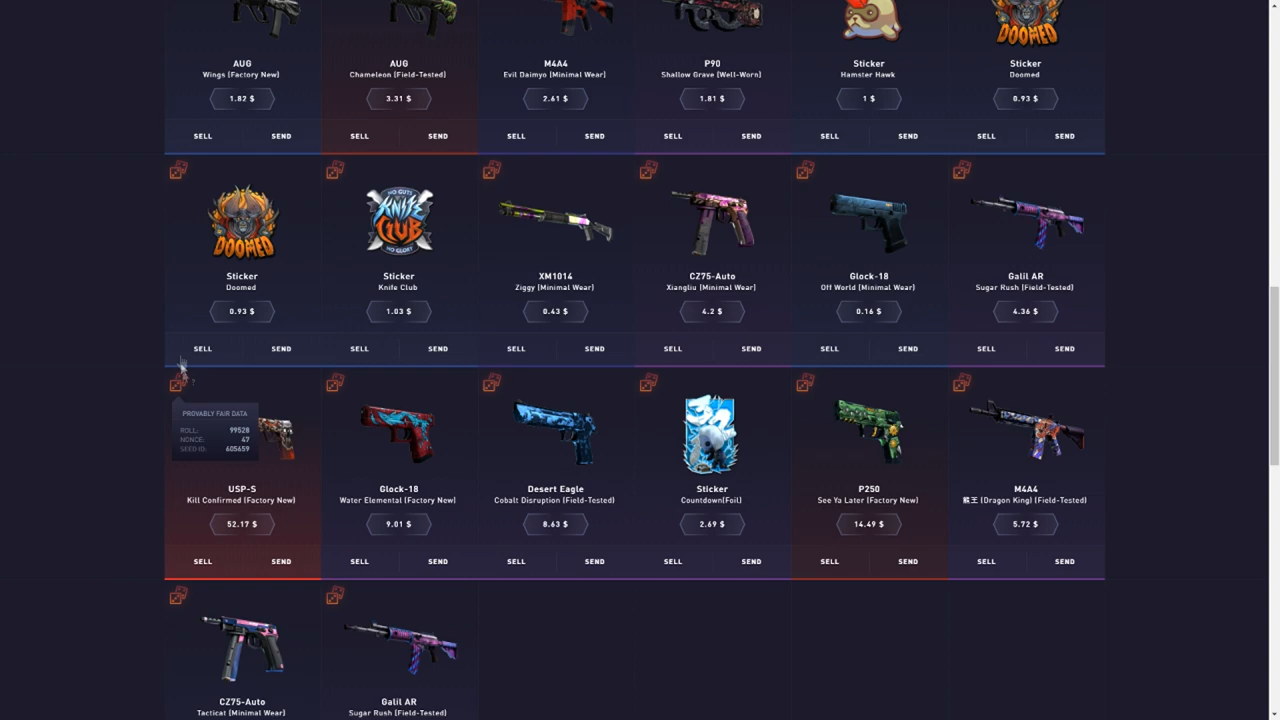 DOOMED
AUG
Wings (Factory New)
1.82 $
SELL
SEND
AUG
Chameleon (Field-Tested)
3.31 $
SELL
SEND
M4A4
Evil Daimyo (Minimal Wear)
2.61 $
SELL
SEND
P90
Shallow Grave (Well-Worn)
1.81 $
SELL
SEND
Sticker
Hamster Hawk
1 $
SELL
SEND
Sticker
Doomed
0.93 $
SELL
SEND
DOOMED
Sticker
Doomed
0.93 $
SELL
SEND
NO GUTS
KNIFE
CLUB
NO GLORY
Sticker
Knife Club
1.03 $
SELL
SEND
XM1014
Ziggy (Minimal Wear)
0.43 $
SELL
SEND
CZ75-Auto
Xiangliu (Minimal Wear)
4.2 $
SELL
SEND
Glock-18
Off World (Minimal Wear)
0.16 $
SELL
SEND
Galil AR
Sugar Rush (Field-Tested)
4.36 $
SELL
SEND
?
PROVABLY FAIR DATA
ROLL: 99528
NONCE: 47
SEED ID: 605659
USP-S
Kill Confirmed (Factory New)
52.17 $
SELL
SEND
Glock-18
Water Elemental (Factory New)
9.01 $
SELL
SEND
Desert Eagle
Cobalt Disruption (Field-Tested)
8.63 $
SELL
SEND
Sticker
Countdown(Foil)
2.69 $
SELL
SEND
P250
See Ya Later (Factory New)
14.49 $
SELL
SEND
M4A4
龍王 (Dragon King) (Field-Tested)
5.72 $
SELL
SEND
CZ75-Auto
Tacticat (Minimal Wear)
Galil AR
Sugar Rush (Field-Tested)